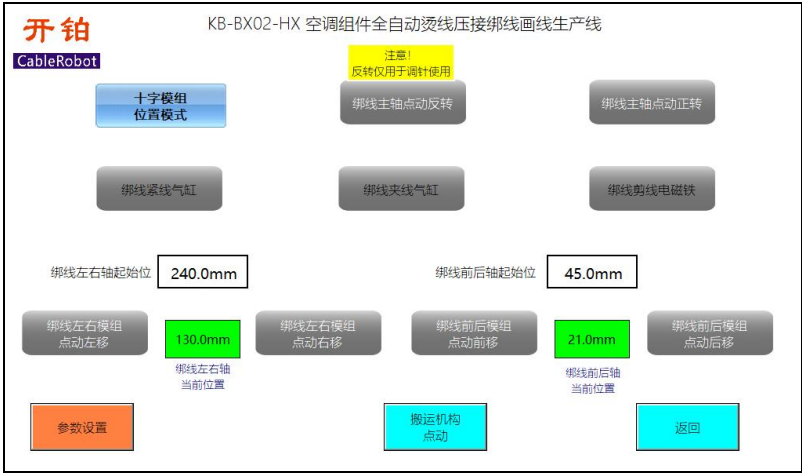 开铂
CableRobot
KB-BX02-HX 空调组件全自动烫线压接绑线画线生产线
注意！
反转仅用于调针使用
十字模组
位置模式
绑线主轴点动反转
绑线主轴点动正转
绑线紧线气缸
绑线夹线气缸
绑线剪线电磁铁
绑线左右轴起始位
240.0mm
绑线前后轴起始位
45.0mm
绑线左右模组
点动左移
130.0mm
绑线左右轴
当前位置
绑线左右模组
点动右移
绑线前后模组
点动前移
21.0mm
绑线前后轴
当前位置
绑线前后模组
点动后移
参数设置
搬运机构
点动
返回